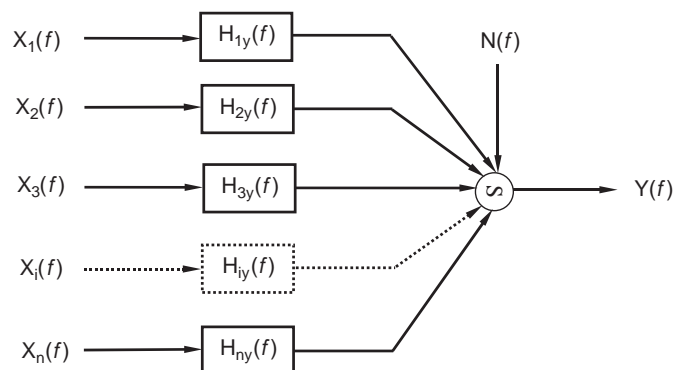 X₁(f) H₁y(f) N(f)
X₂(f) H₂y(f)
X₃(f) H₃y(f) S Y(f)
Xᵢ(f) Hᵢy(f)
Xₙ(f) Hₙy(f)